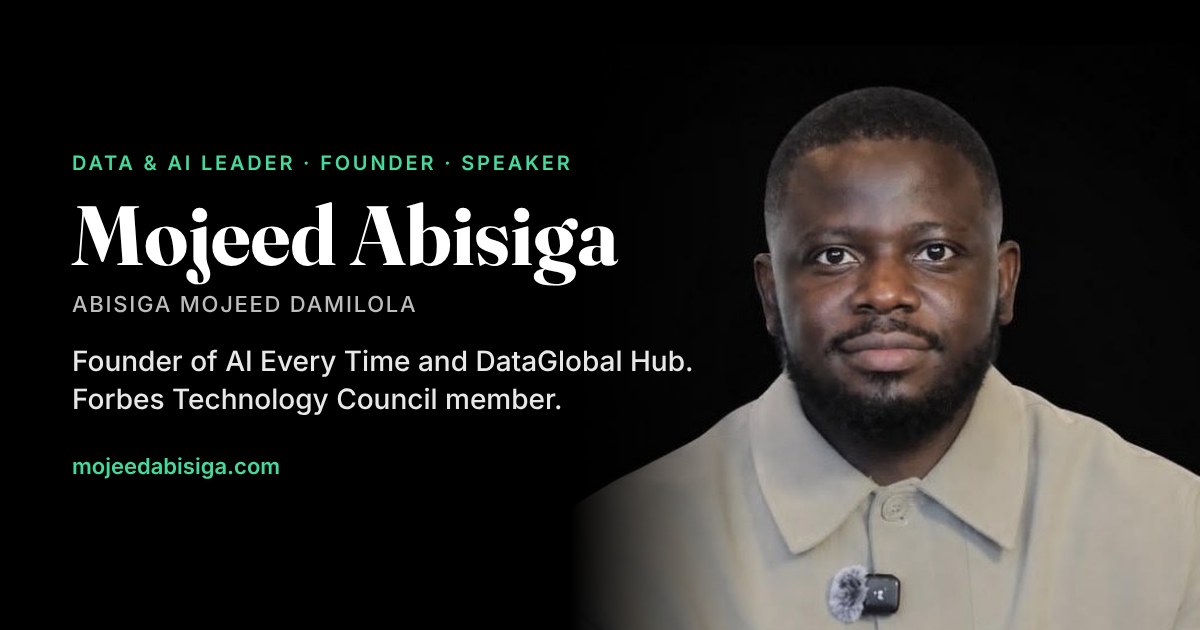 DATA & AI LEADER · FOUNDER · SPEAKER
Mojeed Abisiga
ABISIGA MOJEED DAMILOLA
Founder of AI Every Time and DataGlobal Hub.
Forbes Technology Council member.
mojeedabisiga.com